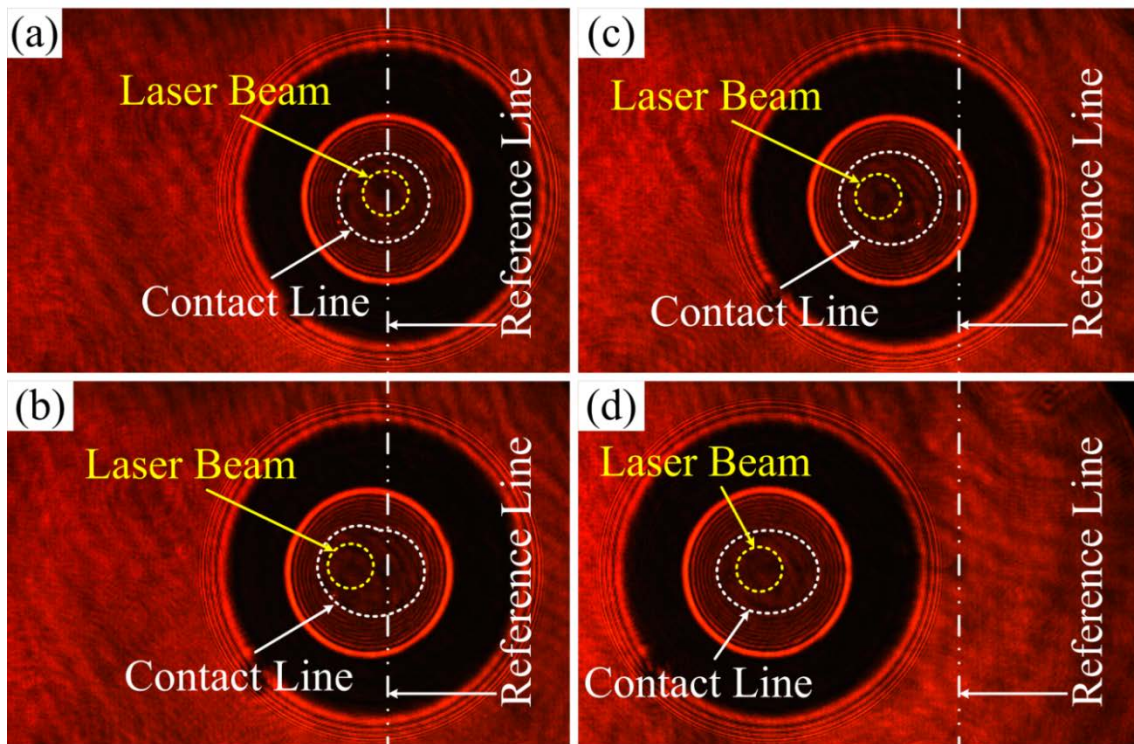 (a)
Laser Beam
Contact Line
Reference Line
(c)
Laser Beam
Contact Line
Reference Line
(b)
Laser Beam
Contact Line
Reference Line
(d)
Laser Beam
Contact Line
Reference Line